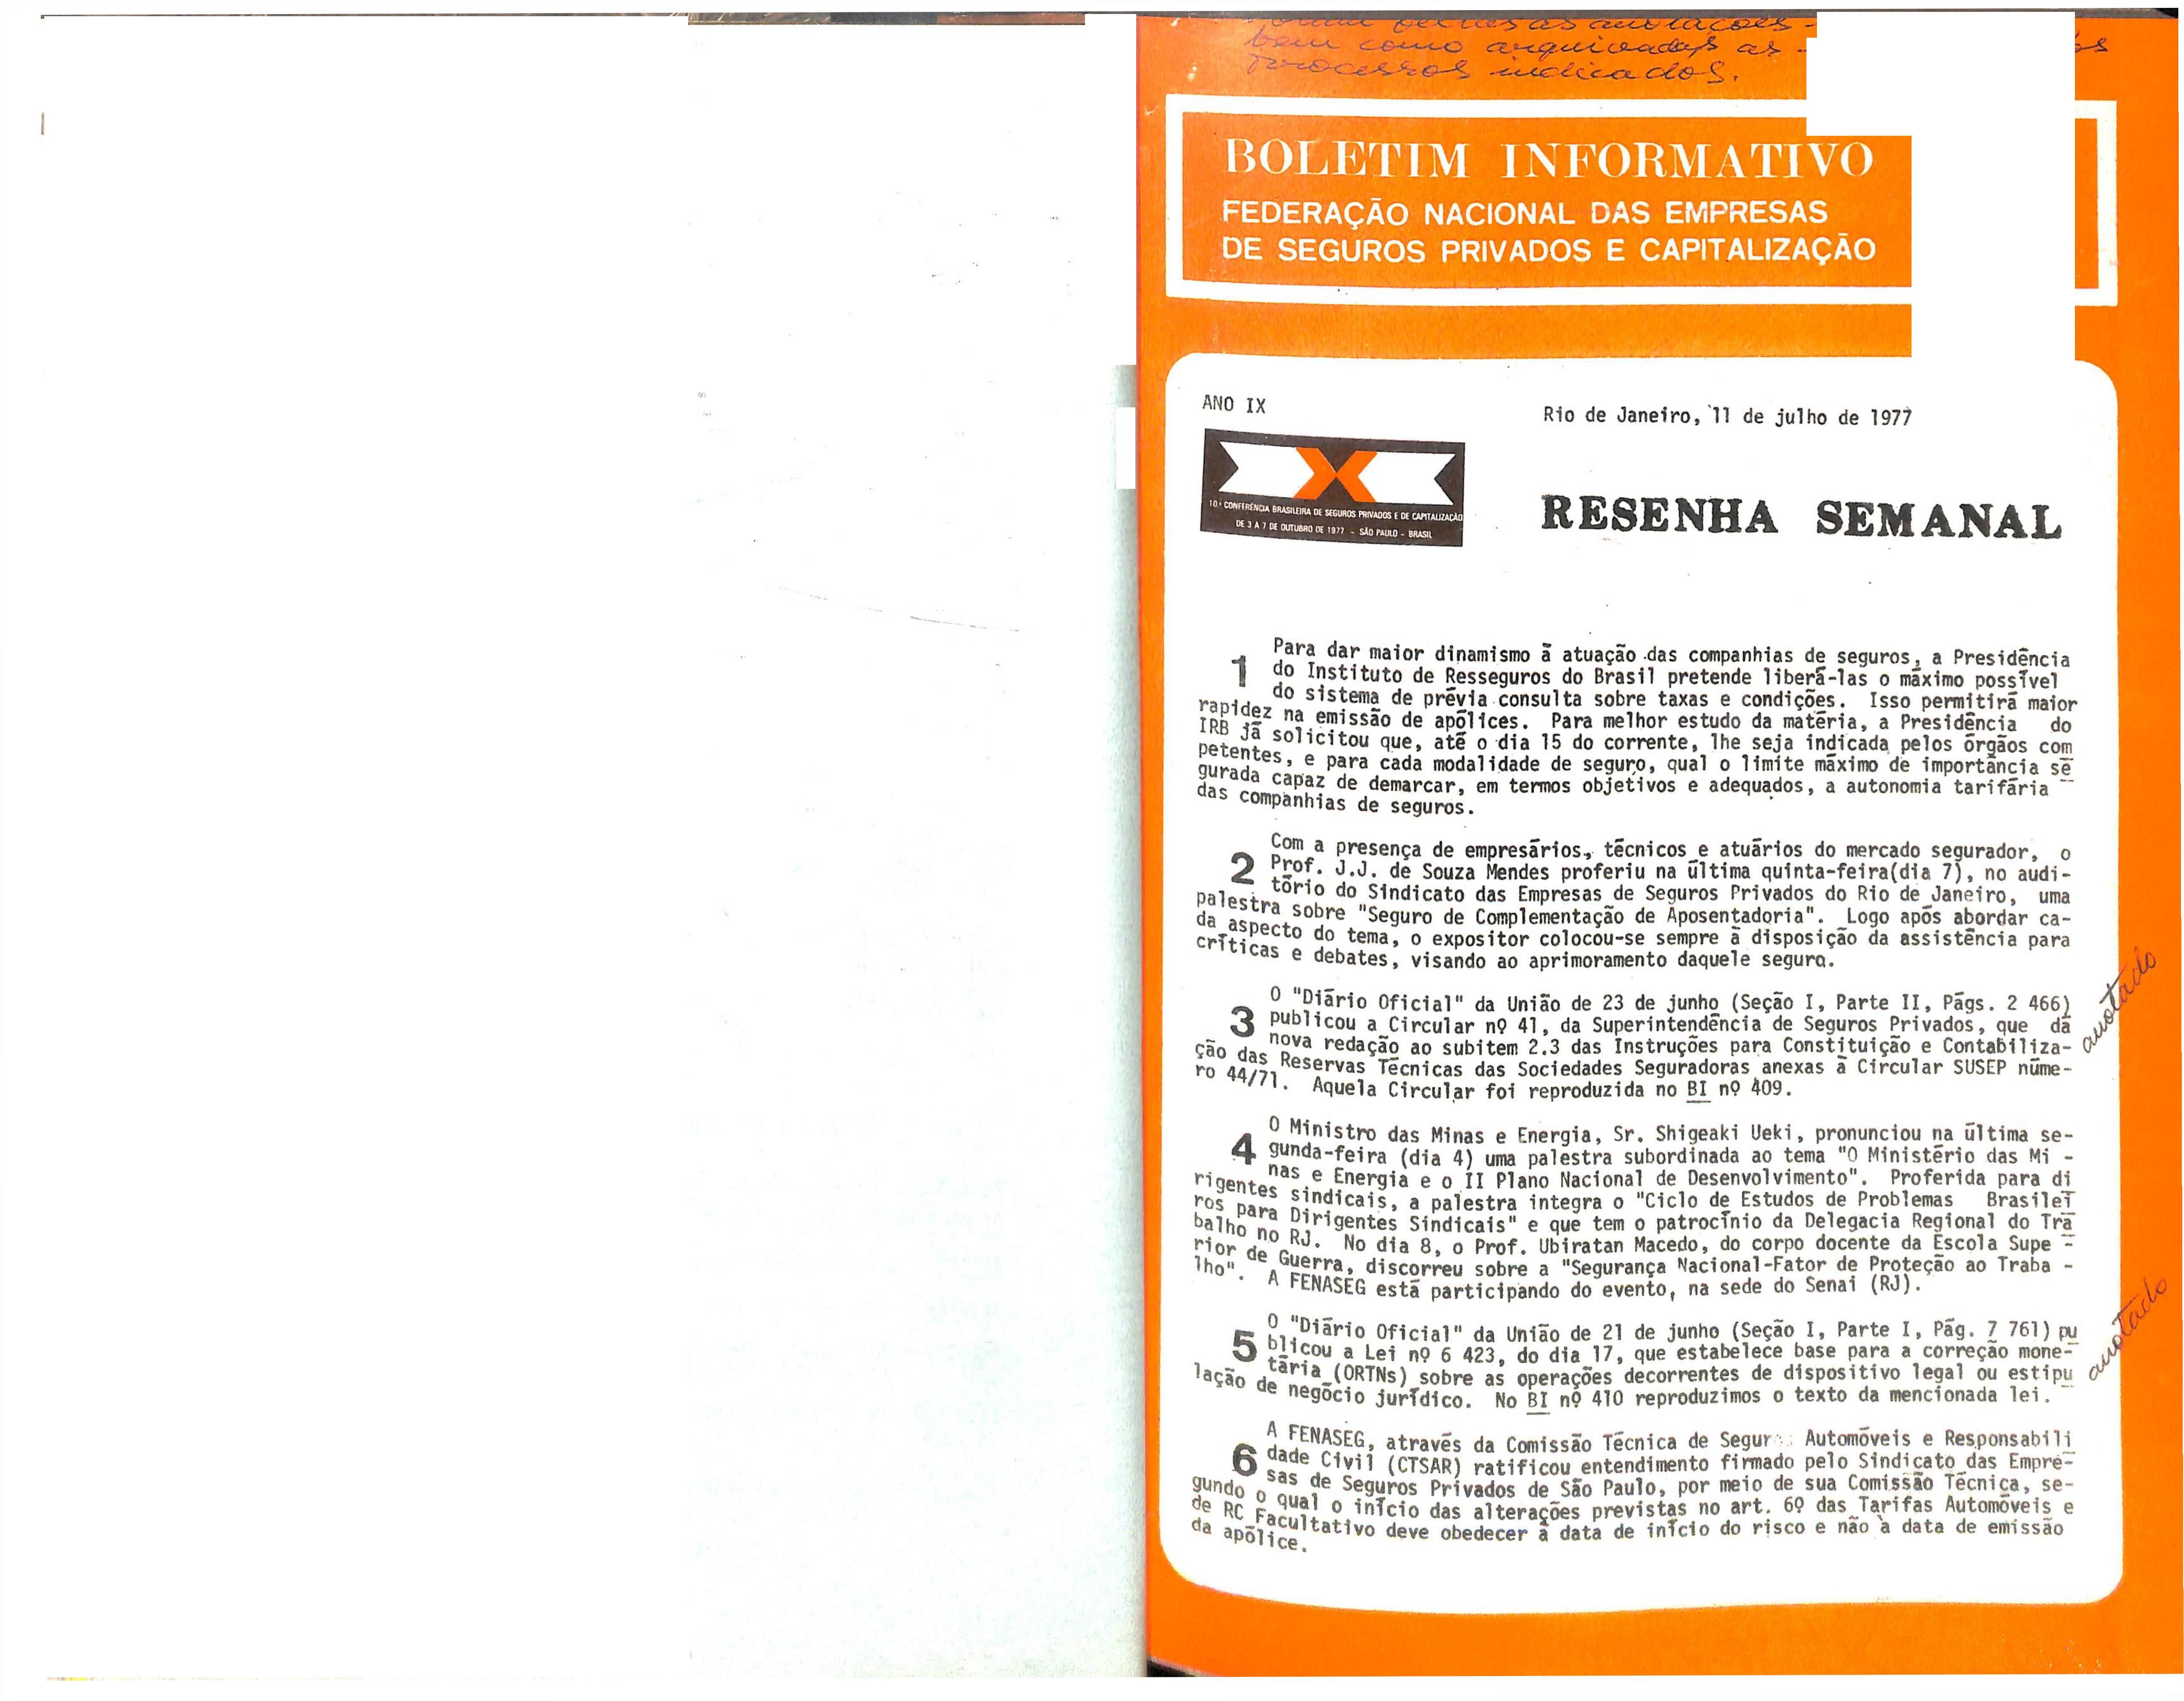 as anotações
bem como arquivadas as
processos indicados.
BOLETIM INFORMATIVO
FEDERAÇÃO NACIONAL DAS EMPRESAS
DE SEGUROS PRIVADOS E CAPITALIZAÇÃO
ANO IX
Rio de Janeiro, 11 de julho de 1977
10ª CONFERÊNCIA BRASILEIRA DE SEGUROS PRIVADOS E DE CAPITALIZAÇÃO
DE 3 A 7 DE OUTUBRO DE 1977 - SÃO PAULO - BRASIL
RESENHA SEMANAL
1 Para dar maior dinamismo à atuação das companhias de seguros, a Presidência
do Instituto de Resseguros do Brasil pretende liberá-las o máximo possível
do sistema de prévia consulta sobre taxas e condições. Isso permitirá maior
rapidez na emissão de apólices. Para melhor estudo da matéria, a Presidência do
IRB já solicitou que, até o dia 15 do corrente, lhe seja indicada pelos órgãos com
petentes, e para cada modalidade de seguro, qual o limite máximo de importância se
gurada capaz de demarcar, em termos objetivos e adequados, a autonomia tarifária
das companhias de seguros.
2 Com a presença de empresários, técnicos e atuários do mercado segurador, o
Prof. J.J. de Souza Mendes proferiu na última quinta-feira(dia 7), no audi-
tório do Sindicato das Empresas de Seguros Privados do Rio de Janeiro, uma
palestra sobre "Seguro de Complementação de Aposentadoria". Logo após abordar ca-
da aspecto do tema, o expositor colocou-se sempre à disposição da assistência para
críticas e debates, visando ao aprimoramento daquele seguro.
3 O "Diário Oficial" da União de 23 de junho (Seção I, Parte II, Págs. 2 466)
publicou a Circular nº 41, da Superintendência de Seguros Privados, que dá
nova redação ao subitem 2.3 das Instruções para Constituição e Contabiliza-
ção das Reservas Técnicas das Sociedades Seguradoras anexas à Circular SUSEP núme-
ro 44/71. Aquela Circular foi reproduzida no BI nº 409.
anotado
4 O Ministro das Minas e Energia, Sr. Shigeaki Ueki, pronunciou na última se-
gunda-feira (dia 4) uma palestra subordinada ao tema "O Ministério das Mi -
nas e Energia e o II Plano Nacional de Desenvolvimento". Proferida para di
rigentes sindicais, a palestra integra o "Ciclo de Estudos de Problemas Brasilei
ros para Dirigentes Sindicais" e que tem o patrocínio da Delegacia Regional do Tra
balho no RJ. No dia 8, o Prof. Ubiratan Macedo, do corpo docente da Escola Supe -
rior de Guerra, discorreu sobre a "Segurança Nacional-Fator de Proteção ao Traba -
lho". A FENASEG está participando do evento, na sede do Senai (RJ).
5 O "Diário Oficial" da União de 21 de junho (Seção I, Parte I, Pág. 7 761) pu
blicou a Lei nº 6 423, do dia 17, que estabelece base para a correção mone-
tária (ORTNs) sobre as operações decorrentes de dispositivo legal ou estipu
lação de negócio jurídico. No BI nº 410 reproduzimos o texto da mencionada lei.
anotado
6 A FENASEG, através da Comissão Técnica de Segur Automóveis e Responsabili
dade Civil (CTSAR) ratificou entendimento firmado pelo Sindicato das Empre-
sas de Seguros Privados de São Paulo, por meio de sua Comissão Técnica, se-
gundo o qual o início das alterações previstas no art. 6º das Tarifas Automóveis e
de RC Facultativo deve obedecer à data de início do risco e não à data de emissão
da apólice.